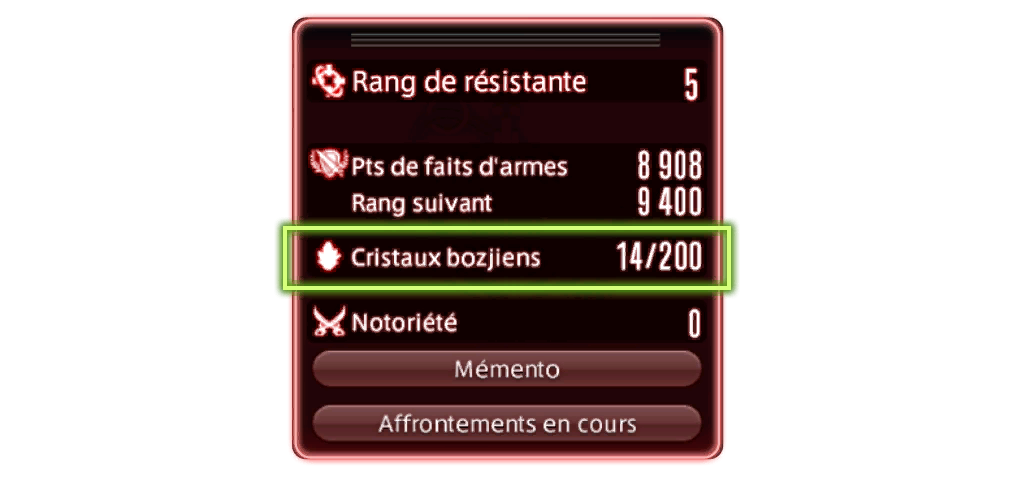 Rang de résistante 5
Pts de faits d'armes 8 908
Rang suivant 9 400
Cristaux bozjiens 14/200
Notoriété 0
Mémento
Affrontements en cours